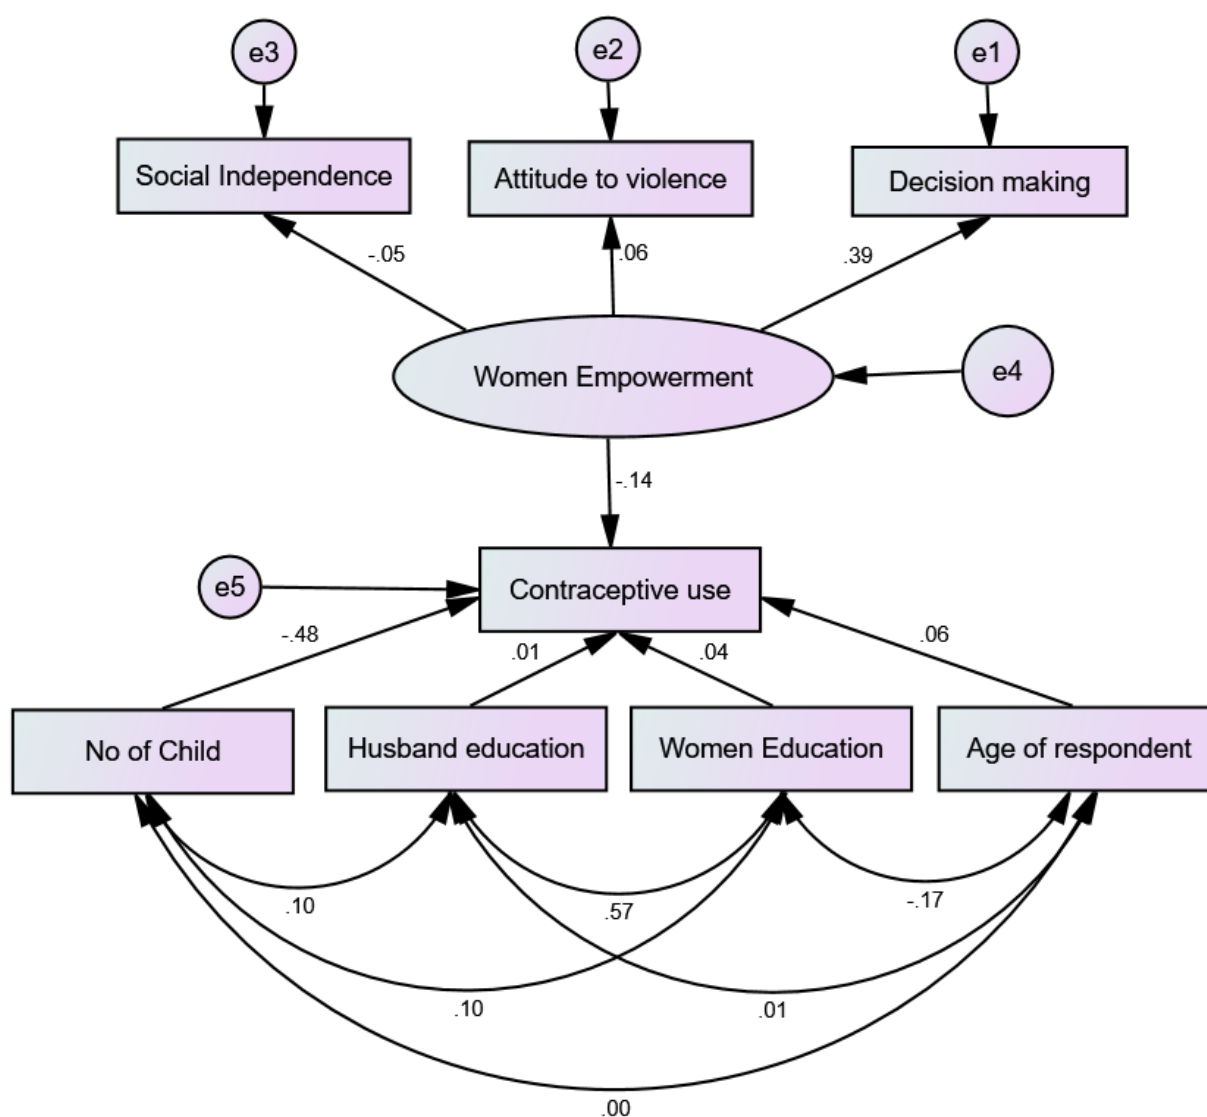 e3
e2
e1
Social Independence
Attitude to violence
Decision making
-.05
.06
.39
Women Empowerment
e4
-.14
e5
Contraceptive use
-.48
.01
.04
.06
No of Child
Husband education
Women Education
Age of respondent
.10
.57
-.17
.10
.01
.00